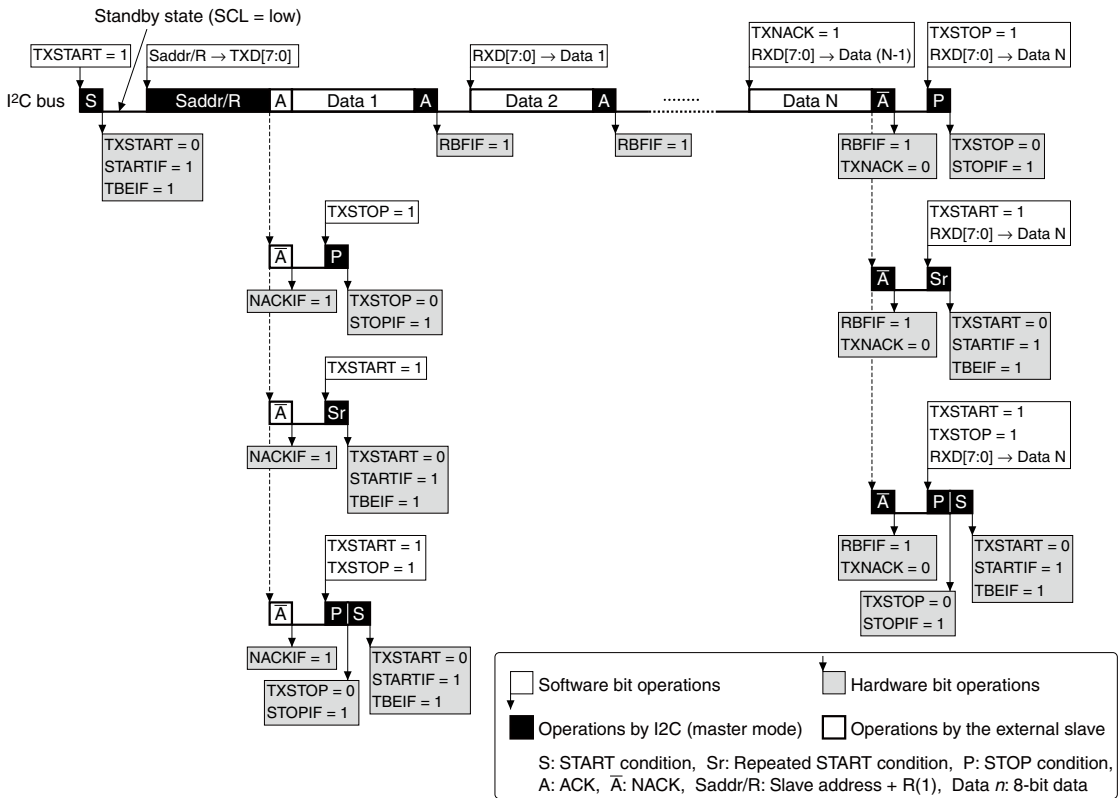 Standby state (SCL = low)
TXSTART = 1
Saddr/R → TXD[7:0]
RXD[7:0] → Data 1
TXNACK = 1
RXD[7:0] → Data (N-1)
TXSTOP = 1
RXD[7:0] → Data N
I²C bus
S
Saddr/R
A
Data 1
A
Data 2
A
........
Data N
A̅
P
TXSTART = 0
STARTIF = 1
TBEIF = 1
RBFIF = 1
RBFIF = 1
RBFIF = 1
TXNACK = 0
TXSTOP = 0
STOPIF = 1
TXSTOP = 1
A̅
P
NACKIF = 1
TXSTOP = 0
STOPIF = 1
TXSTART = 1
RXD[7:0] → Data N
A̅
Sr
RBFIF = 1
TXNACK = 0
TXSTART = 0
STARTIF = 1
TBEIF = 1
TXSTART = 1
A̅
Sr
NACKIF = 1
TXSTART = 0
STARTIF = 1
TBEIF = 1
TXSTART = 1
TXSTOP = 1
RXD[7:0] → Data N
A̅
P
S
RBFIF = 1
TXNACK = 0
TXSTOP = 0
STOPIF = 1
TXSTART = 0
STARTIF = 1
TBEIF = 1
TXSTART = 1
TXSTOP = 1
A̅
P
S
NACKIF = 1
TXSTOP = 0
STOPIF = 1
TXSTART = 0
STARTIF = 1
TBEIF = 1
Software bit operations
Hardware bit operations
Operations by I2C (master mode)
Operations by the external slave
S: START condition, Sr: Repeated START condition, P: STOP condition,
A: ACK, A̅: NACK, Saddr/R: Slave address + R(1), Data n: 8-bit data